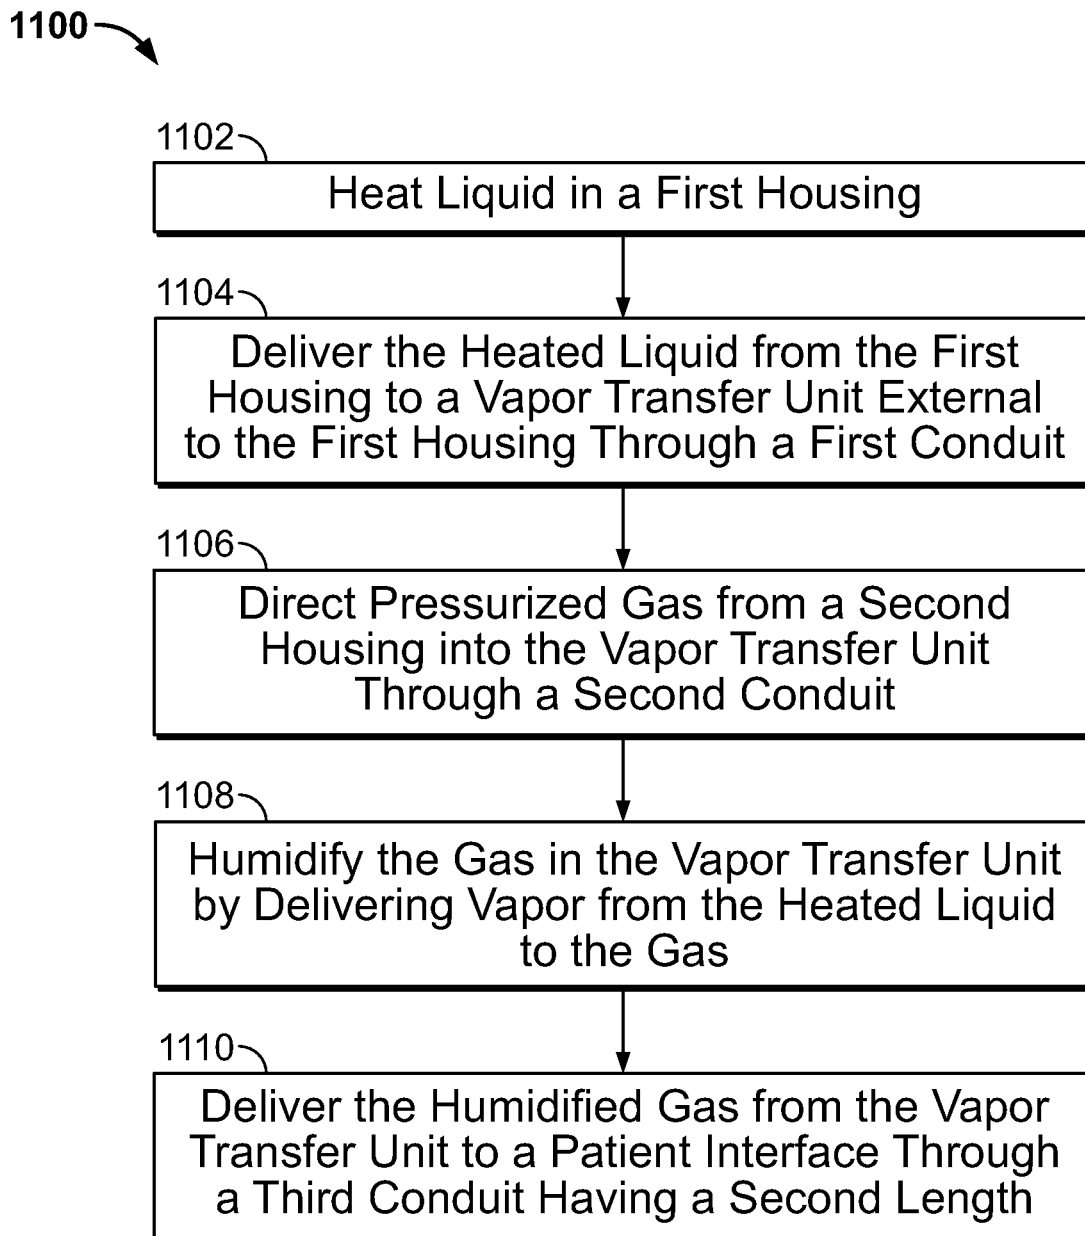 1100
1102
Heat Liquid in a First Housing
1104
Deliver the Heated Liquid from the First
Housing to a Vapor Transfer Unit External
to the First Housing Through a First Conduit
1106
Direct Pressurized Gas from a Second
Housing into the Vapor Transfer Unit
Through a Second Conduit
1108
Humidify the Gas in the Vapor Transfer Unit
by Delivering Vapor from the Heated Liquid
to the Gas
1110
Deliver the Humidified Gas from the Vapor
Transfer Unit to a Patient Interface Through
a Third Conduit Having a Second Length